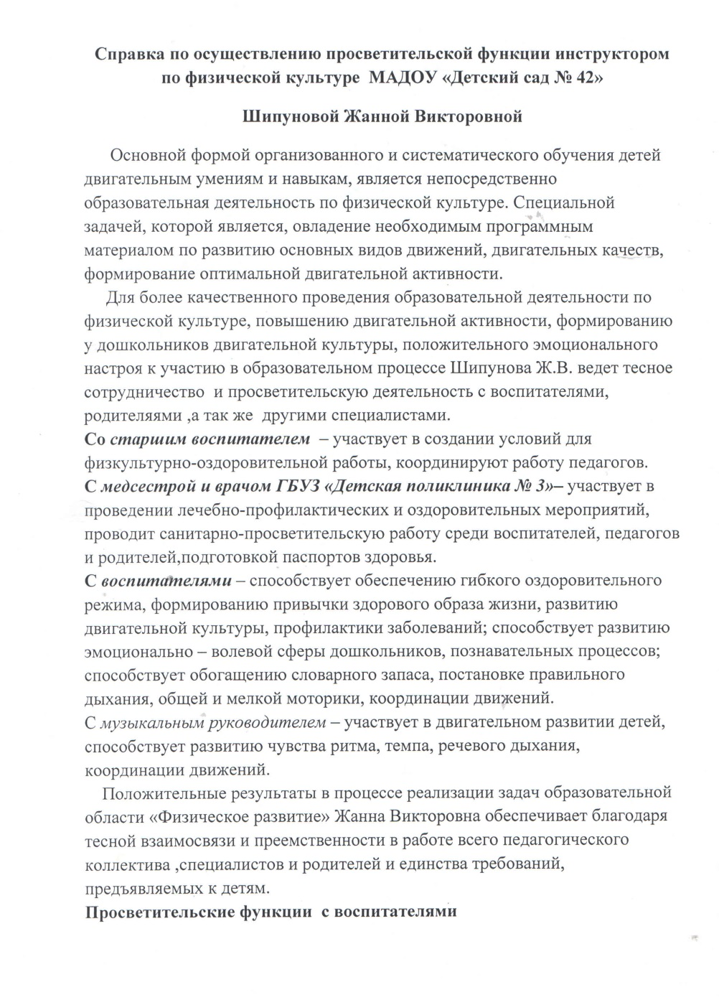 Справка по осуществлению просветительской функции инструктором
по физической культуре  МАДОУ «Детский сад № 42»
Шипуновой Жанной Викторовной
Основной формой организованного и систематического обучения детей
двигательным умениям и навыкам, является непосредственно
образовательная деятельность по физической культуре. Специальной
задачей, которой является, овладение необходимым программным
материалом по развитию основных видов движений, двигательных качеств,
формирование оптимальной двигательной активности.
Для более качественного проведения образовательной деятельности по
физической культуре, повышению двигательной активности, формированию
у дошкольников двигательной культуры, положительного эмоционального
настроя к участию в образовательном процессе Шипунова Ж.В. ведет тесное
сотрудничество  и просветительскую деятельность с воспитателями,
родителяями ,а так же  другими специалистами.
Со старшим воспитателем  – участвует в создании условий для
физкультурно-оздоровительной работы, координируют работу педагогов.
С медсестрой и врачом ГБУЗ «Детская поликлиника № 3»– участвует в
проведении лечебно-профилактических и оздоровительных мероприятий,
проводит санитарно-просветительскую работу среди воспитателей, педагогов
и родителей,подготовкой паспортов здоровья.
С воспитателями – способствует обеспечению гибкого оздоровительного
режима, формированию привычки здорового образа жизни, развитию
двигательной культуры, профилактики заболеваний; способствует развитию
эмоционально – волевой сферы дошкольников, познавательных процессов;
способствует обогащению словарного запаса, постановке правильного
дыхания, общей и мелкой моторики, координации движений.
С музыкальным руководителем – участвует в двигательном развитии детей,
способствует развитию чувства ритма, темпа, речевого дыхания,
координации движений.
Положительные результаты в процессе реализации задач образовательной
области «Физическое развитие» Жанна Викторовна обеспечивает благодаря
тесной взаимосвязи и преемственности в работе всего педагогического
коллектива ,специалистов и родителей и единства требований,
предъявляемых к детям.
Просветительские функции  с воспитателями